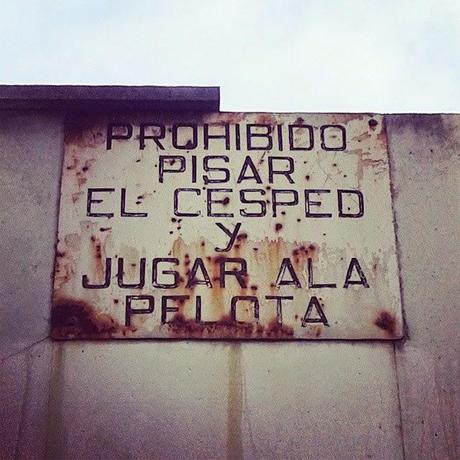 PROHIBIDO
PISAR
EL CESPED
y
JUGAR ALA
PELOTA